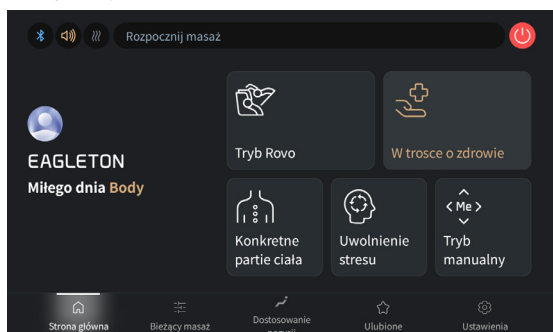 Rozpocznij masaż
Tryb Rovo
W trosce o zdrowie
EAGLETON
Miłego dnia Body
Konkretne
partie ciała
Uwolnienie
stresu
< Me >
Tryb
manualny
Strona główna
Bieżący masaż
Dostosowanie
pozycji
Ulubione
Ustawienia